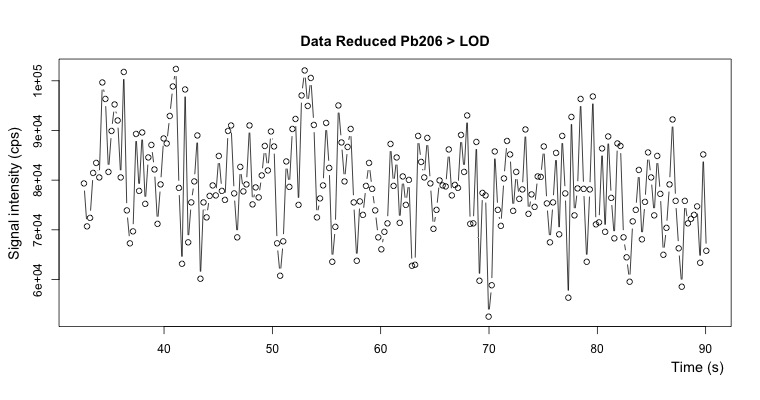 Data Reduced Pb206 > LOD
Signal intensity (cps)
1e+05
9e+04
8e+04
7e+04
6e+04
40 50 60 70 80 90
Time (s)